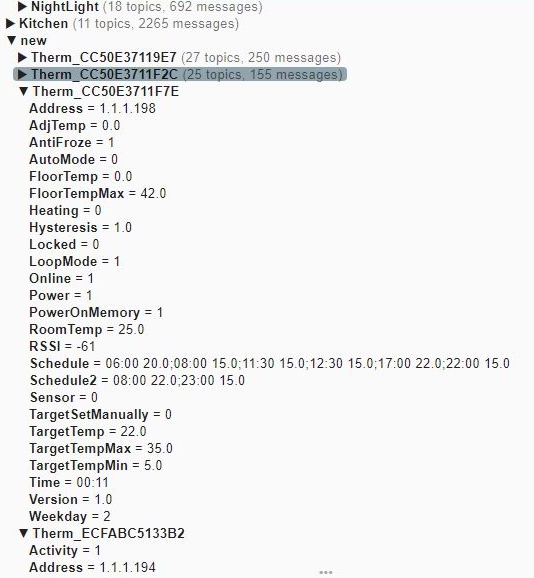 ▶ NightLight (18 topics, 692 messages)
▶ Kitchen (11 topics, 2265 messages)
▼ new
▶ Therm_CC50E37119E7 (27 topics, 250 messages)
▶ Therm_CC50E3711F2C (25 topics, 155 messages)
▼ Therm_CC50E3711F7E
Address = 1.1.1.198
AdjTemp = 0.0
AntiFroze = 1
AutoMode = 0
FloorTemp = 0.0
FloorTempMax = 42.0
Heating = 0
Hysteresis = 1.0
Locked = 0
LoopMode = 1
Online = 1
Power = 1
PowerOnMemory = 1
RoomTemp = 25.0
RSSI = -61
Schedule = 06:00 20.0;08:00 15.0;11:30 15.0;12:30 15.0;17:00 22.0;22:00 15.0
Schedule2 = 08:00 22.0;23:00 15.0
Sensor = 0
TargetSetManually = 0
TargetTemp = 22.0
TargetTempMax = 35.0
TargetTempMin = 5.0
Time = 00:11
Version = 1.0
Weekday = 2
▼ Therm_ECFABC5133B2
Activity = 1
Address = 1.1.1.194